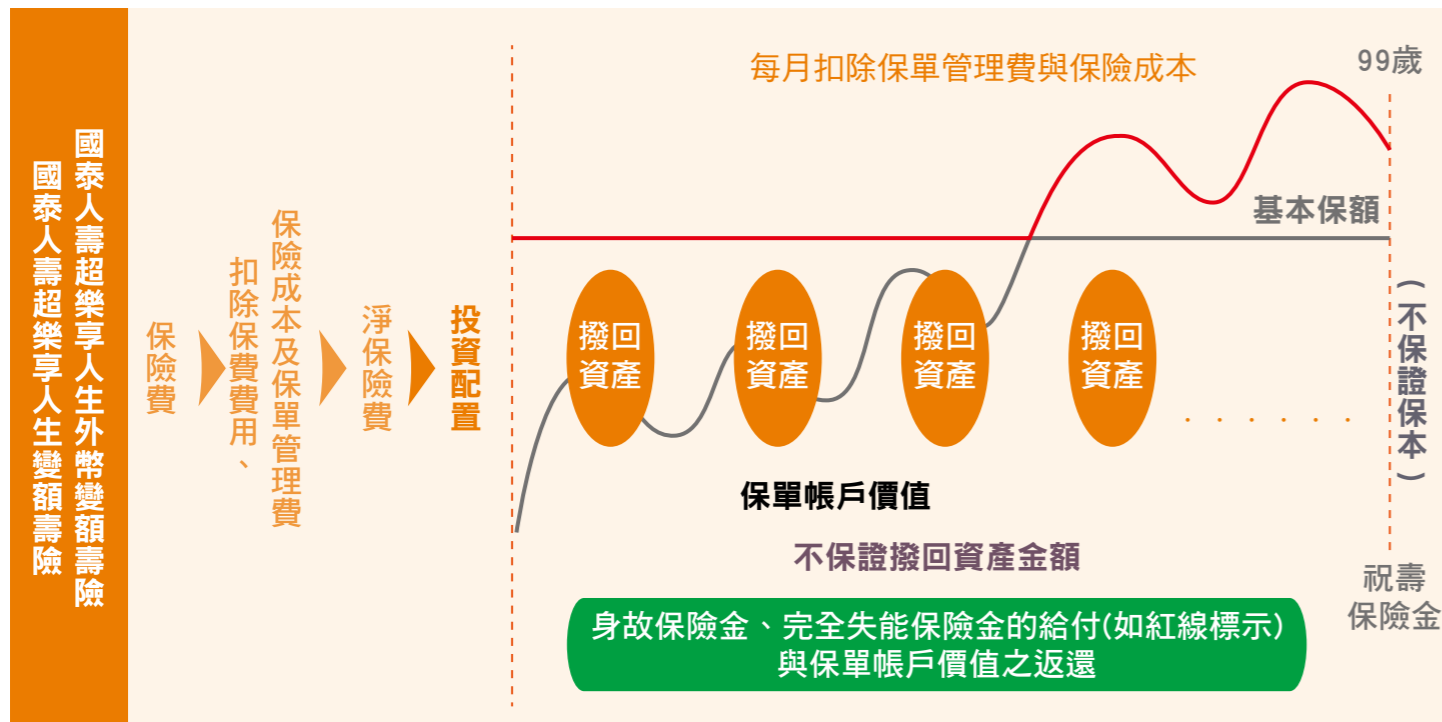 國泰人壽超樂享人生外幣變額壽險
國泰人壽超樂享人生變額壽險
保險費
扣除保費費用、
保險成本及保單管理費
淨保險費
投資配置
每月扣除保單管理費與保險成本
99歲
基本保額
撥回
資產
撥回
資產
撥回
資產
撥回
資產
. . . . . .
(不保證保本)
保單帳戶價值
不保證撥回資產金額
祝壽
保險金
身故保險金、完全失能保險金的給付(如紅線標示)
與保單帳戶價值之返還